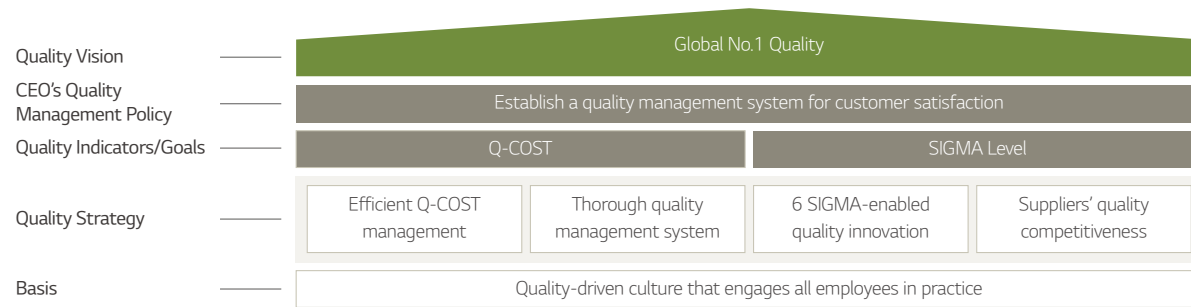 Quality Vision
Global No.1 Quality
CEO's Quality
Management Policy
Establish a quality management system for customer satisfaction
Quality Indicators/Goals
Q-COST
SIGMA Level
Quality Strategy
Efficient Q-COST
management
Thorough quality
management system
6 SIGMA-enabled
quality innovation
Suppliers' quality
competitiveness
Basis
Quality-driven culture that engages all employees in practice